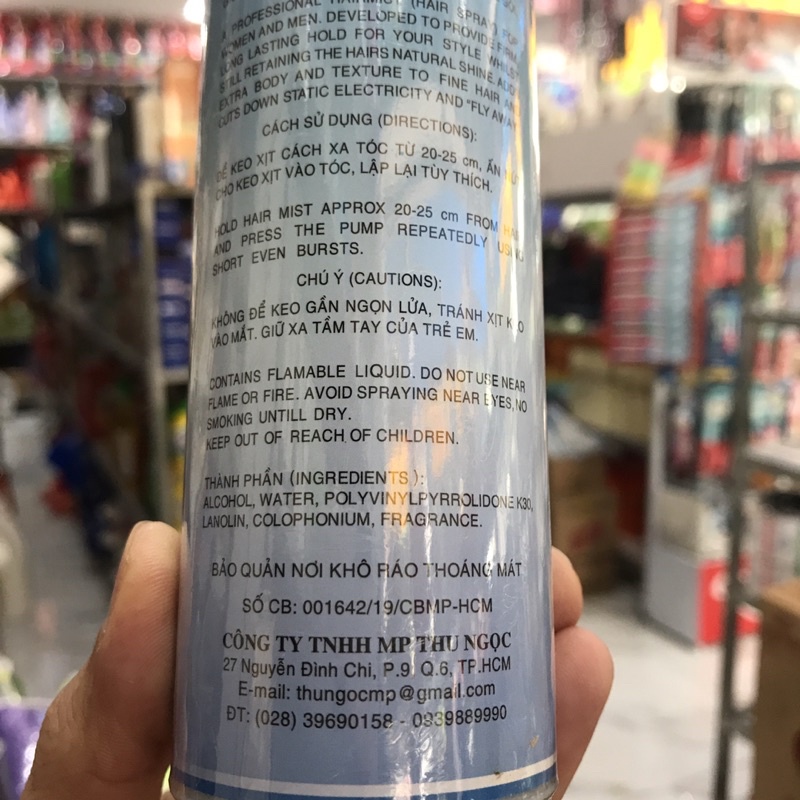 A PROFESSIONAL HAIRMIST (HAIR SPRAY) FOR
WOMEN AND MEN. DEVELOPED TO PROVIDE FIRM
LONG LASTING HOLD FOR YOUR STYLE WHILST
STILL RETAINING THE HAIRS NATURAL SHINE. ADDS
EXTRA BODY AND TEXTURE TO FINE HAIR AND
CUTS DOWN STATIC ELECTRICITY AND "FLY AWAY
CÁCH SỬ DỤNG (DIRECTIONS):
ĐỂ KEO XỊT CÁCH XA TÓC TỪ 20-25 cm, ẤN NÚT
CHO KEO XỊT VÀO TÓC, LẬP LẠI TÙY THÍCH.
HOLD HAIR MIST APPROX 20-25 cm FROM HAIR
AND PRESS THE PUMP REPEATEDLY USING
SHORT EVEN BURSTS.
CHÚ Ý (CAUTIONS):
KHÔNG ĐỂ KEO GẦN NGỌN LỬA, TRÁNH XỊT KEO
VÀO MẮT. GIỮ XA TẦM TAY CỦA TRẺ EM.
CONTAINS FLAMABLE LIQUID. DO NOT USE NEAR
FLAME OR FIRE. AVOID SPRAYING NEAR EYES, NO
SMOKING UNTILL DRY.
KEEP OUT OF REACH OF CHILDREN.
THÀNH PHẦN (INGREDIENTS ):
ALCOHOL, WATER, POLYVINYLPYRROLIDONE K30,
LANOLIN, COLOPHONIUM, FRAGRANCE.
BẢO QUẢN NƠI KHÔ RÁO THOÁNG MÁT
SỐ CB: 001642/19/CBMP-HCM
CÔNG TY TNHH MP THU NGỌC
27 Nguyễn Đình Chi, P.9 Q.6, TP.HCM
E-mail: thungocmp@gmail.com
ĐT: (028) 39690158 - 0939889990